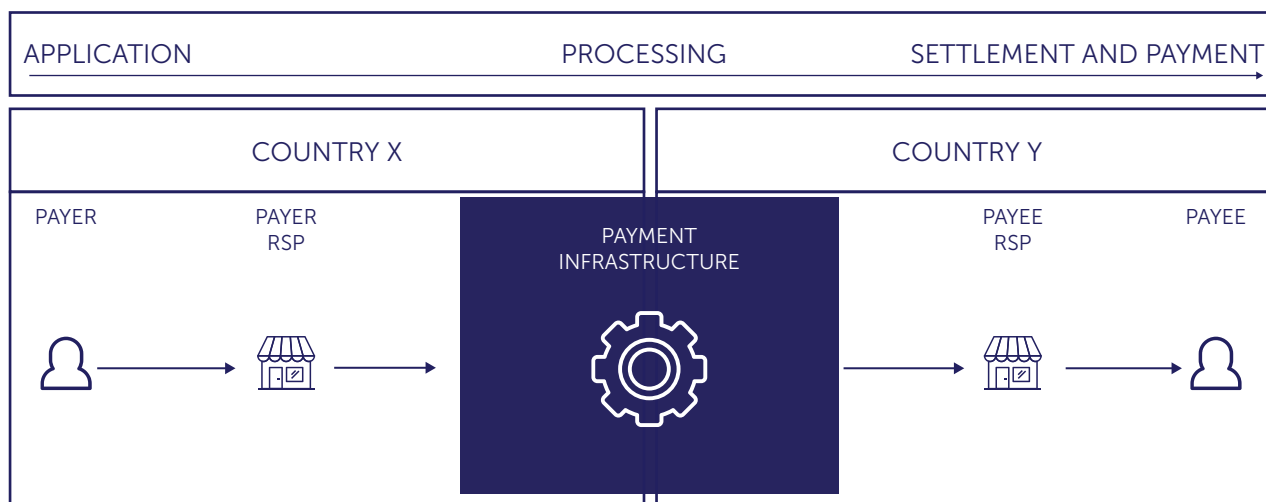 APPLICATION
PROCESSING
SETTLEMENT AND PAYMENT
COUNTRY X
COUNTRY Y
PAYER
PAYER
RSP
PAYMENT
INFRASTRUCTURE
PAYEE
RSP
PAYEE